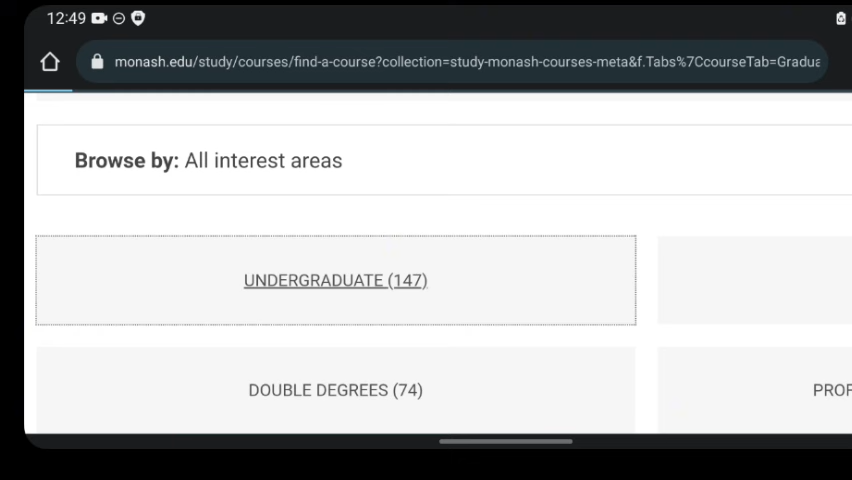 12:49
monash.edu/study/courses/find-a-course?collection=study-monash-courses-meta&f.Tabs%7CcourseTab=Gradua
Browse by: All interest areas
UNDERGRADUATE (147)
DOUBLE DEGREES (74)
PROF